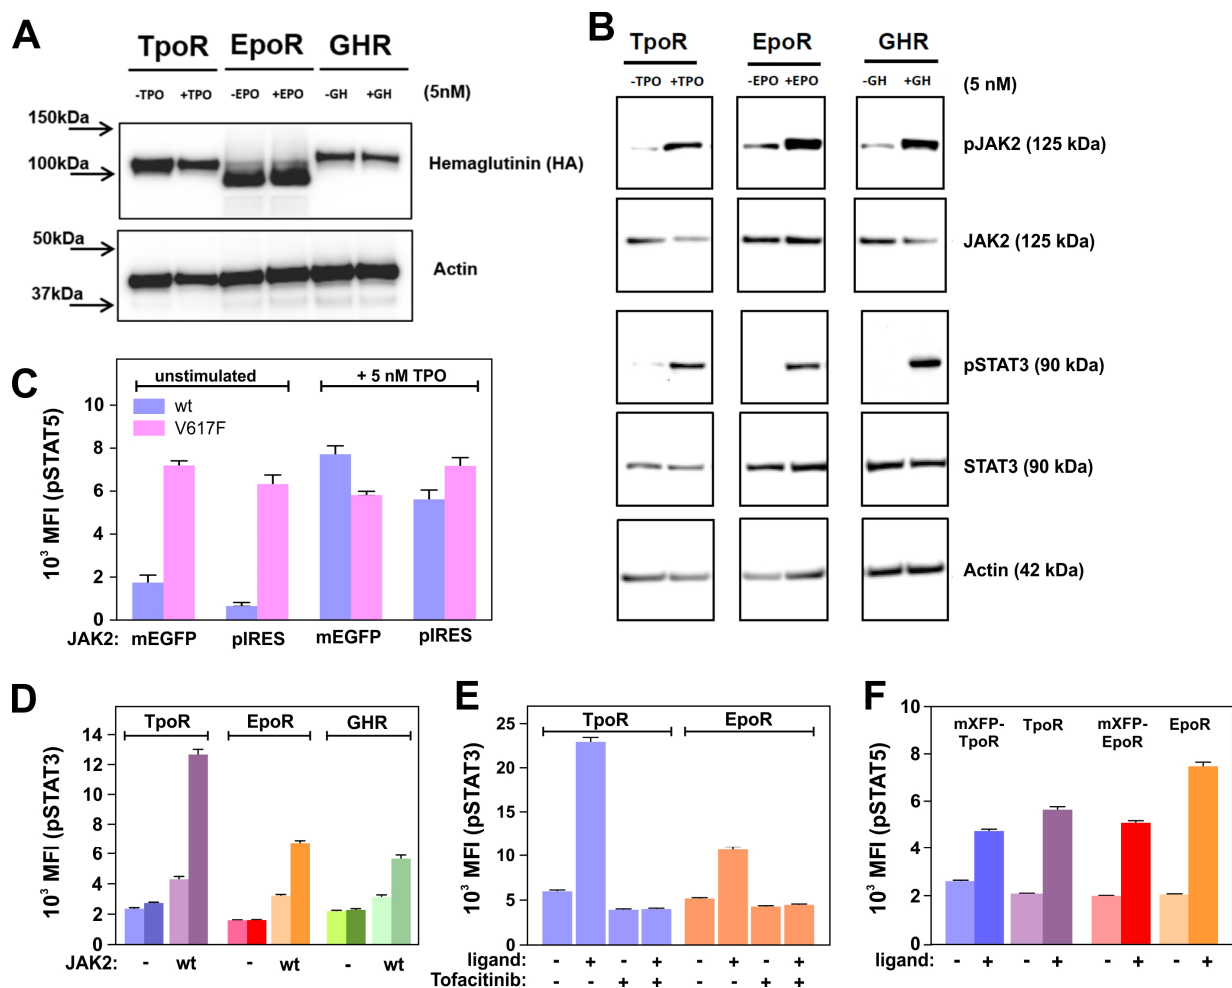 A
TpoR EpoR GHR
-TPO +TPO -EPO +EPO -GH +GH (5nM)
150kDa
100kDa
Hemaglutinin (HA)
50kDa
Actin
37kDa
B
TpoR EpoR GHR
-TPO +TPO -EPO +EPO -GH +GH (5 nM)
pJAK2 (125 kDa)
JAK2 (125 kDa)
pSTAT3 (90 kDa)
STAT3 (90 kDa)
Actin (42 kDa)
C
unstimulated + 5 nM TPO
wt
V617F
10³ MFI (pSTAT5)
10
8
6
4
2
0
JAK2: mEGFP pIRES mEGFP pIRES
D
TpoR EpoR GHR
10³ MFI (pSTAT3)
14
12
10
8
6
4
2
0
JAK2: - wt - wt - wt
E
TpoR EpoR
10³ MFI (pSTAT3)
25
20
15
10
5
0
ligand: - + - + - + - +
Tofacitinib: - - + + - - + +
F
mXFP-TpoR TpoR mXFP-EpoR EpoR
10³ MFI (pSTAT5)
10
8
6
4
2
0
ligand: - + - + - + - +